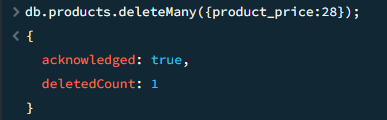 > db.products.deleteMany({product_price:28});
< {
acknowledged: true,
deletedCount: 1
}